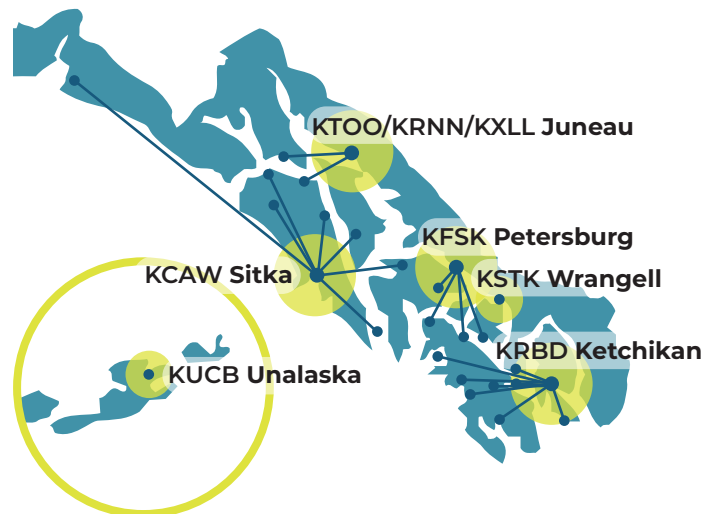 KTOO/KRNN/KXLL Juneau
KFSK Petersburg
KCAW Sitka
KSTK Wrangell
KRBD Ketchikan
KUCB Unalaska